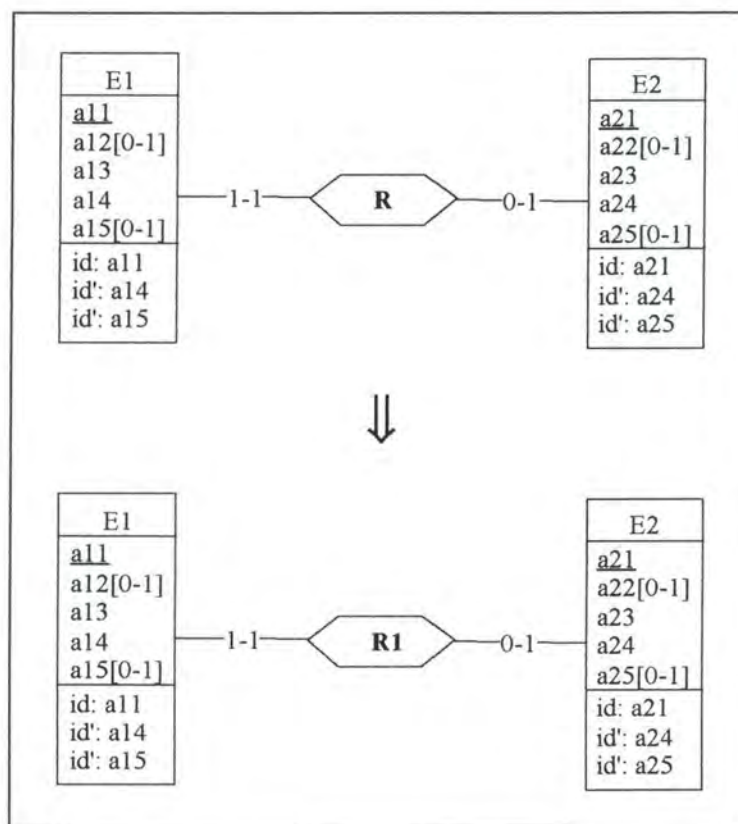 E1
a11
a12[0-1]
a13
a14
a15[0-1]
id: a11
id': a14
id': a15
1-1
R
0-1
E2
a21
a22[0-1]
a23
a24
a25[0-1]
id: a21
id': a24
id': a25
⇓
E1
a11
a12[0-1]
a13
a14
a15[0-1]
id: a11
id': a14
id': a15
1-1
R1
0-1
E2
a21
a22[0-1]
a23
a24
a25[0-1]
id: a21
id': a24
id': a25